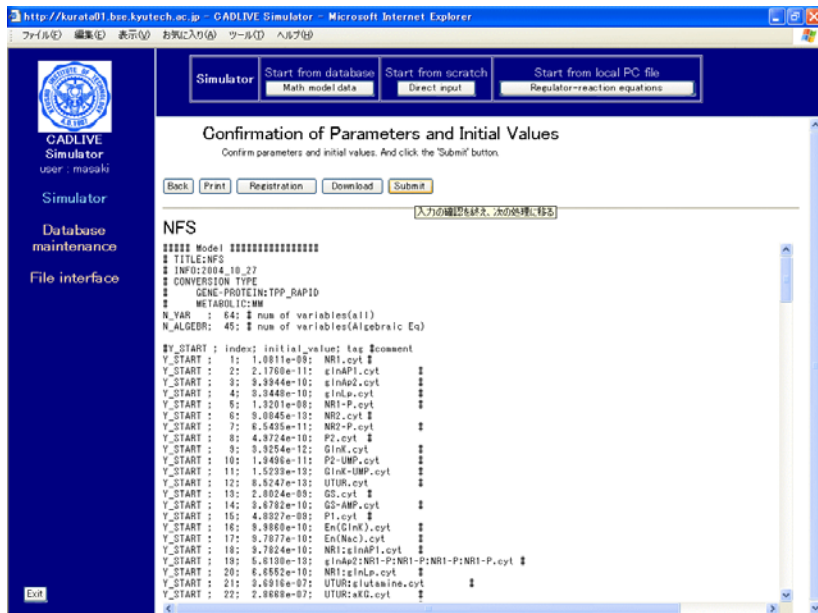 http://kurata01.bse.kyutech.ac.jp - CADLIVE Simulator - Microsoft Internet Explorer
ファイル(F) 編集(E) 表示(V) お気に入り(A) ツール(T) ヘルプ(H)
Simulator
Start from database
Math model data
Start from scratch
Direct input
Start from local PC file
Regulator-reaction equations
CADLIVE
Simulator
user : masaki
Simulator
Database
maintenance
File interface
Exit
Confirmation of Parameters and Initial Values
Confirm parameters and initial values. And click the 'Submit' button.
Back Print Registration Download Submit
入力の確認を終え、次の処理に移る
NFS
##### Model ################
# TITLE:NFS
# INFO:2004_10_27
# CONVERSION TYPE
# GENE-PROTEIN:TPP_RAPID
# METABOLIC:MM
N_VAR : 64; # num of variables(all)
N_ALGEBR: 45; # num of variables(Algebraic Eq)
#Y_START ; index; initial_value; tag #comment
Y_START : 1: 1.0811e-09; NR1.cyt #
Y_START : 2: 2.1760e-11; glnAP1.cyt #
Y_START : 3: 9.9944e-10; glnAp2.cyt #
Y_START : 4: 3.3448e-10; glnLp.cyt #
Y_START : 5: 1.3201e-08; NR1-P.cyt #
Y_START : 6: 9.0845e-13; NR2.cyt #
Y_START : 7: 6.5435e-11; NR2-P.cyt #
Y_START : 8: 4.9724e-10; P2.cyt #
Y_START : 9: 3.9254e-12; GlnK.cyt #
Y_START : 10: 1.9496e-11; P2-UMP.cyt #
Y_START : 11: 1.5233e-13; GlnK-UMP.cyt #
Y_START : 12: 8.5247e-13; UTUR.cyt #
Y_START : 13: 2.8024e-09; GS.cyt #
Y_START : 14: 3.6782e-10; GS-AMP.cyt #
Y_START : 15: 4.8327e-09; P1.cyt #
Y_START : 16: 9.9860e-10; En(GlnK).cyt #
Y_START : 17: 9.7877e-10; En(Nac).cyt #
Y_START : 18: 9.7824e-10; NR1:glnAP1.cyt #
Y_START : 19: 5.6130e-13; glnAp2:NR1-P:NR1-P:NR1-P:NR1-P.cyt #
Y_START : 20: 6.6552e-10; NR1:glnLp.cyt #
Y_START : 21: 3.6916e-07; UTUR:glutamine.cyt #
Y_START : 22: 2.8668e-07; UTUR:aKG.cyt #